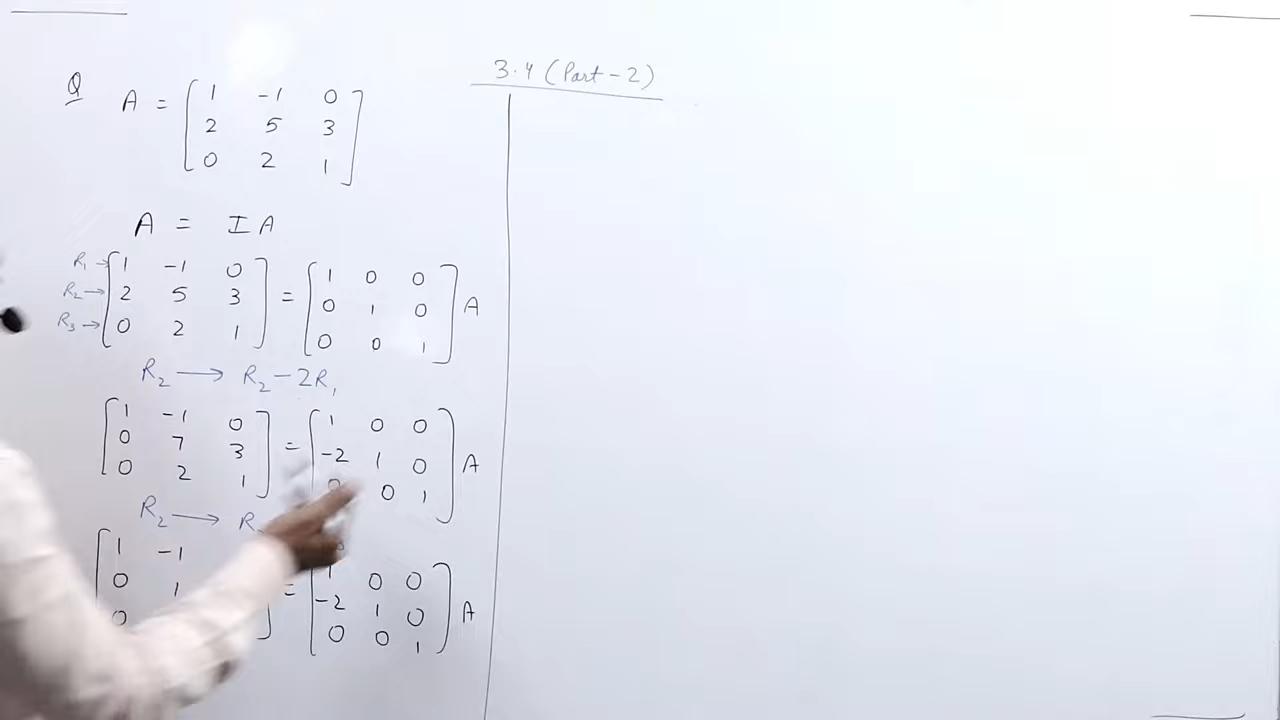 3.4 (Part-2)
Q A = [ 1 -1 0
2 5 3
0 2 1 ]
A = I A
R1 → [ 1 -1 0 ] = [ 1 0 0 ]
R2 → [ 2 5 3 ] = [ 0 1 0 ] A
R3 → [ 0 2 1 ] [ 0 0 1 ]
R2 → R2 - 2R1
[ 1 -1 0 ] [ 1 0 0 ]
[ 0 7 3 ] = [ -2 1 0 ] A
[ 0 2 1 ] [ 0 0 1 ]
R2 → R
[ 1 -1 [ 1 0 0 ]
[ 0 1 = [ -2 1 0 ] A
[ 0 ] [ 0 0 1 ]